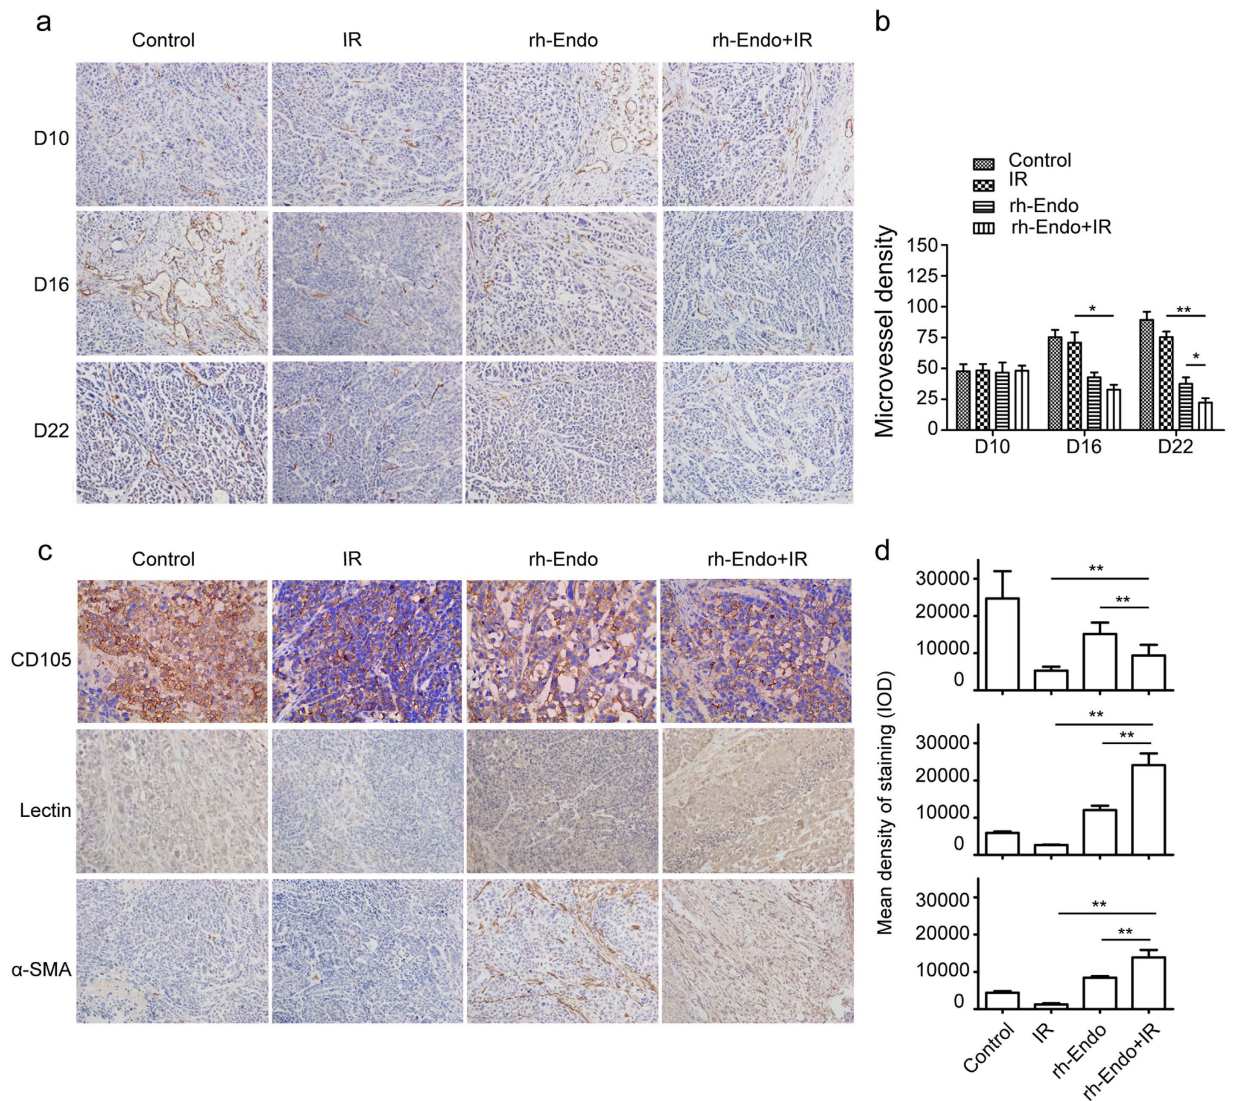 a
Control IR rh-Endo rh-Endo+IR
D10
D16
D22
b
Control
IR
rh-Endo
rh-Endo+IR
Microvessel density
150
100
75
50
25
0
* ** *
D10 D16 D22
c
Control IR rh-Endo rh-Endo+IR
CD105
Lectin
α-SMA
d
Mean density of staining (IOD)
30000
20000
10000
0
**
**
30000
20000
10000
0
**
**
30000
20000
10000
0
**
**
Control IR rh-Endo rh-Endo+IR